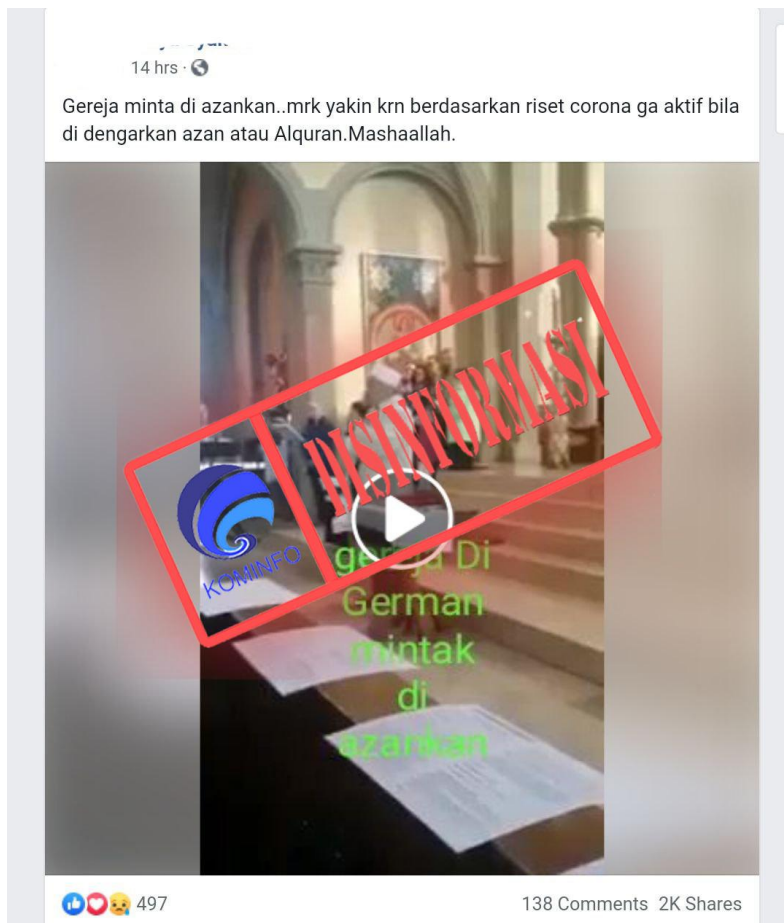 14 hrs ·
Gereja minta di azankan..mrk yakin krn berdasarkan riset corona ga aktif bila
di dengarkan azan atau Alquran.Mashaallah.
DISINFORMASI
KOMINFO
gereja Di
German
mintak
di
azankan
497
138 Comments 2K Shares